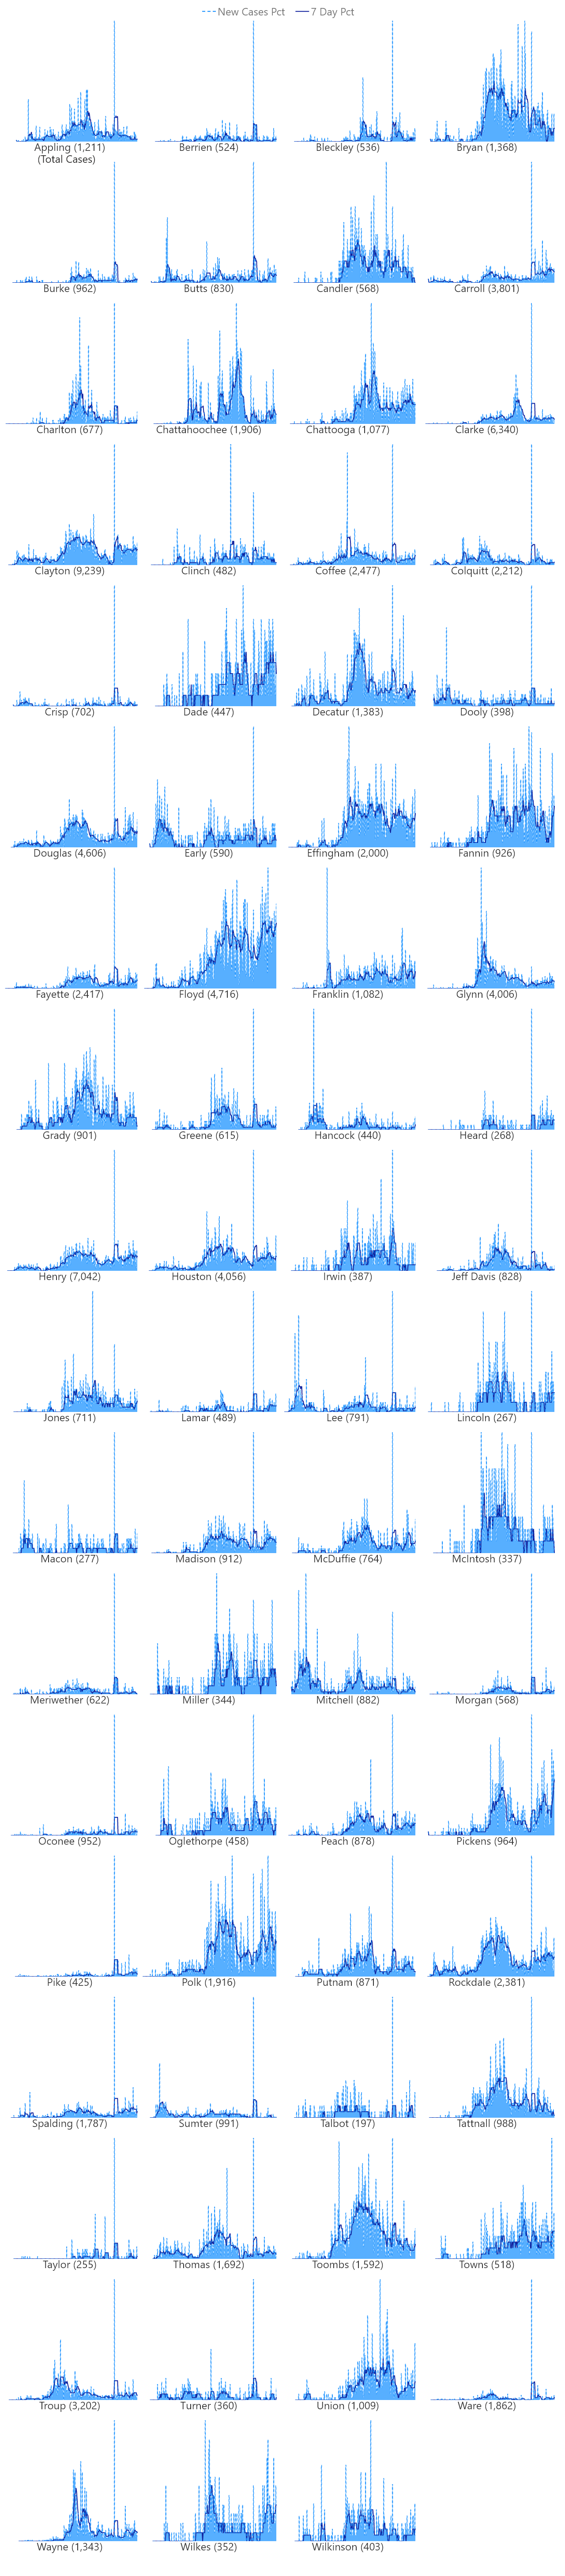 New Cases Pct 7 Day Pct
Appling (1,211) Berrien (524) Bleckley (536) Bryan (1,368)
(Total Cases)
Burke (962) Butts (830) Candler (568) Carroll (3,801)
Charlton (677) Chattahoochee (1,906) Chattooga (1,077) Clarke (6,340)
Clayton (9,239) Clinch (482) Coffee (2,477) Colquitt (2,212)
Crisp (702) Dade (447) Decatur (1,383) Dooly (398)
Douglas (4,606) Early (590) Effingham (2,000) Fannin (926)
Fayette (2,417) Floyd (4,716) Franklin (1,082) Glynn (4,006)
Grady (901) Greene (615) Hancock (440) Heard (268)
Henry (7,042) Houston (4,056) Irwin (387) Jeff Davis (828)
Jones (711) Lamar (489) Lee (791) Lincoln (267)
Macon (277) Madison (912) McDuffie (764) McIntosh (337)
Meriwether (622) Miller (344) Mitchell (882) Morgan (568)
Oconee (952) Oglethorpe (458) Peach (878) Pickens (964)
Pike (425) Polk (1,916) Putnam (871) Rockdale (2,381)
Spalding (1,787) Sumter (991) Talbot (197) Tattnall (988)
Taylor (255) Thomas (1,692) Toombs (1,592) Towns (518)
Troup (3,202) Turner (360) Union (1,009) Ware (1,862)
Wayne (1,343) Wilkes (352) Wilkinson (403)